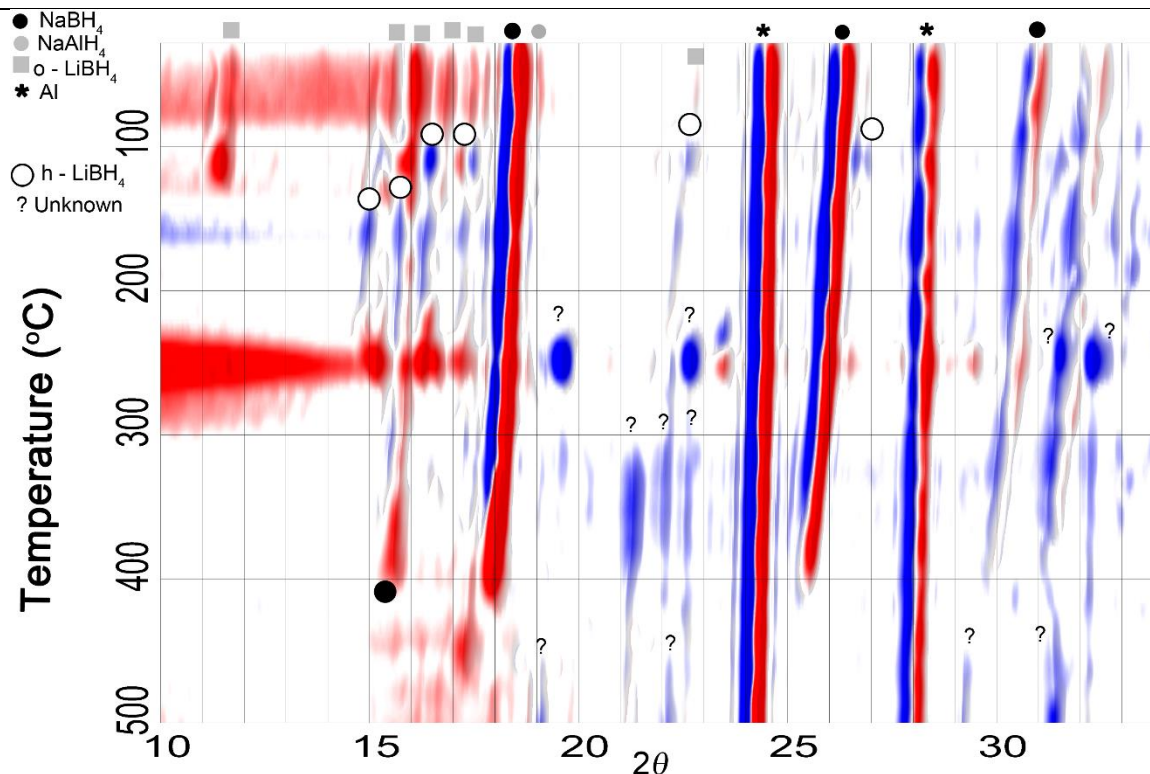 NaBH4
NaAlH4
o - LiBH4
* Al
h - LiBH4
? Unknown
* *
? ? ? ?
? ? ?
? ? ? ?
Temperature (oC)
100
200
300
400
500
10 15 20 25 30
2θ